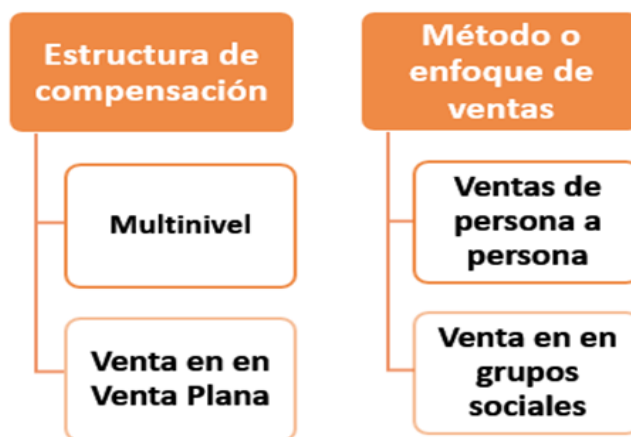 Estructura de
compensación
Multinivel
Venta en en
Venta Plana
Método o
enfoque de
ventas
Ventas de
persona a
persona
Venta en en
grupos
sociales